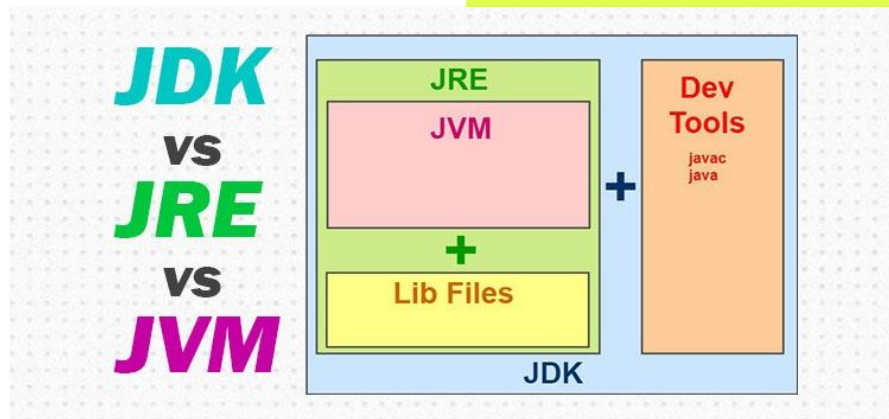 JDK
vs
JRE
vs
JVM
JRE
JVM
+
Lib Files
+
Dev
Tools
javac
java
JDK